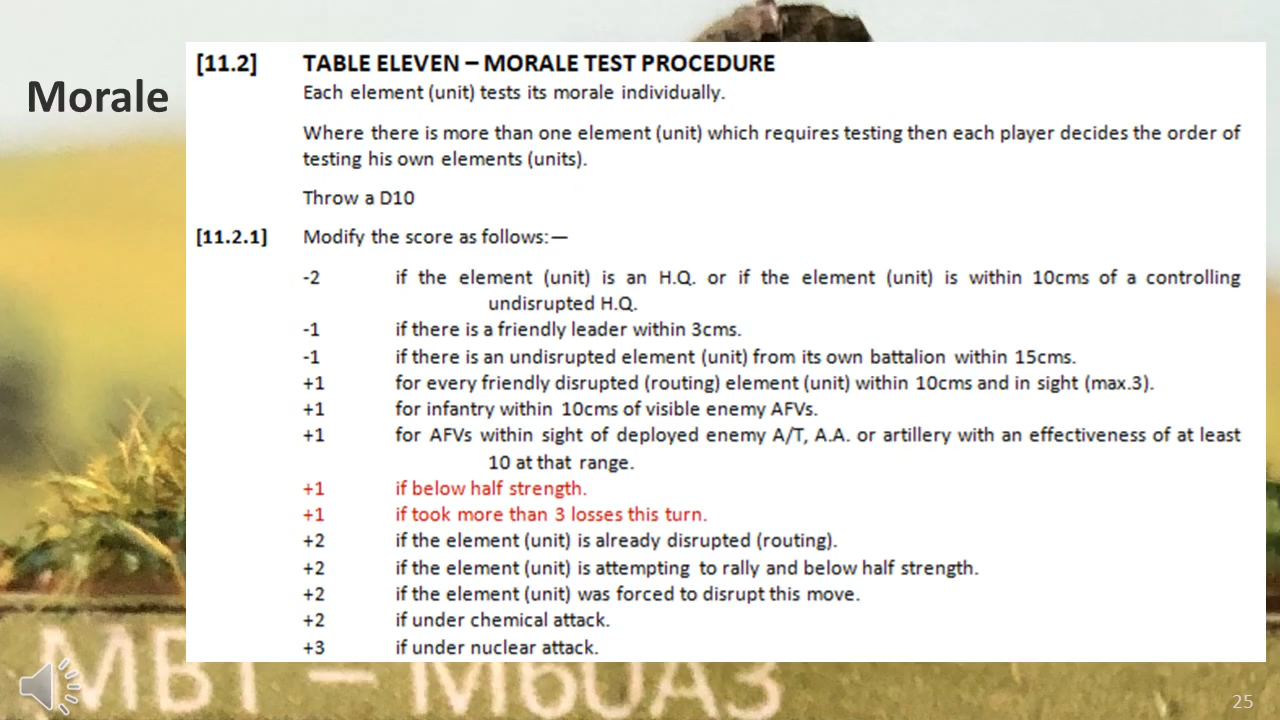 Morale
[11.2] TABLE ELEVEN – MORALE TEST PROCEDURE
Each element (unit) tests its morale individually.
Where there is more than one element (unit) which requires testing then each player decides the order of
testing his own elements (units).
Throw a D10
[11.2.1] Modify the score as follows:—
-2 if the element (unit) is an H.Q. or if the element (unit) is within 10cms of a controlling
undisrupted H.Q.
-1 if there is a friendly leader within 3cms.
-1 if there is an undisrupted element (unit) from its own battalion within 15cms.
+1 for every friendly disrupted (routing) element (unit) within 10cms and in sight (max.3).
+1 for infantry within 10cms of visible enemy AFVs.
+1 for AFVs within sight of deployed enemy A/T, A.A. or artillery with an effectiveness of at least
10 at that range.
+1 if below half strength.
+1 if took more than 3 losses this turn.
+2 if the element (unit) is already disrupted (routing).
+2 if the element (unit) is attempting to rally and below half strength.
+2 if the element (unit) was forced to disrupt this move.
+2 if under chemical attack.
+3 if under nuclear attack.
MBT – M60A3
25